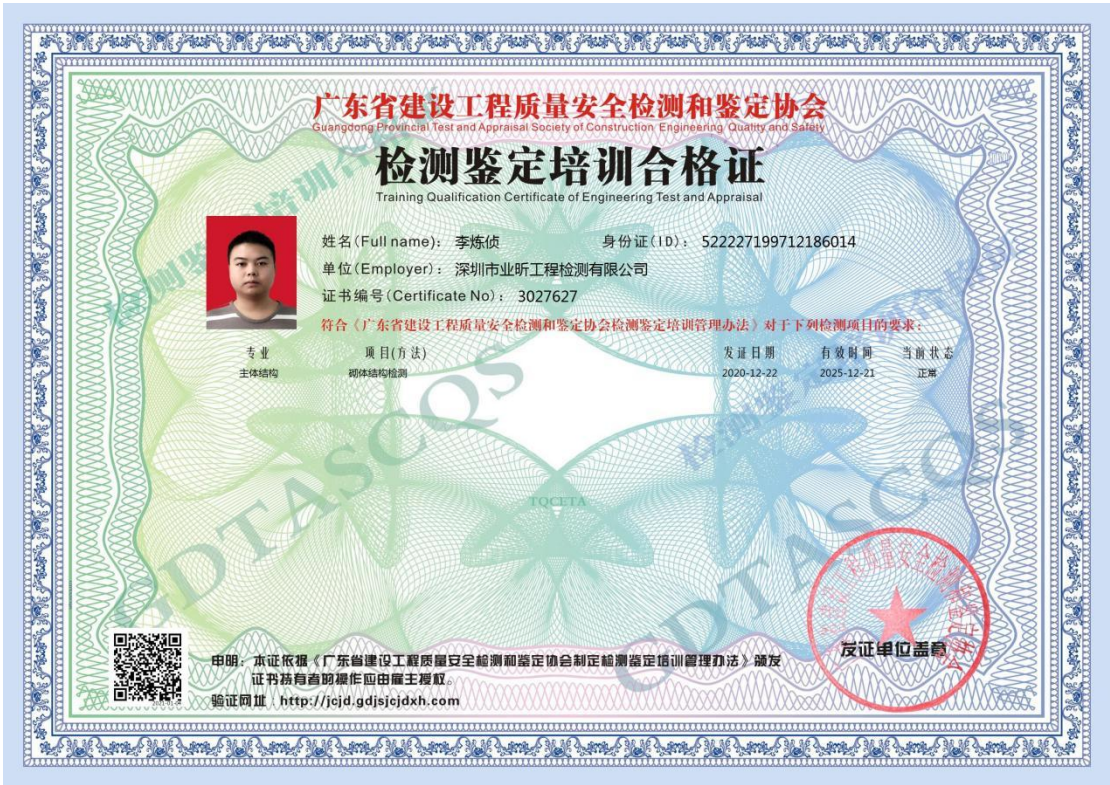 广东省建设工程质量安全检测和鉴定协会
Guangdong Provincial Test and Appraisal Society of Construction Engineering Quality and Safety
检测鉴定培训合格证
Training Qualification Certificate of Engineering Test and Appraisal
姓名(Full name): 李炼侦 身份证(ID): 522227199712186014
单位(Employer): 深圳市业昕工程检测有限公司
证书编号(Certificate No): 3027627
符合《广东省建设工程质量安全检测和鉴定协会检测鉴定培训管理办法》对于下列检测项目的要求:
专业 项目(方法) 发证日期 有效时间 当前状态
主体结构 砌体结构检测 2020-12-22 2025-12-21 正常
TQCETA
GDTASCQS
GDTASCQS
发证单位盖章
申明: 本证依据《广东省建设工程质量安全检测和鉴定协会制定检测鉴定培训管理办法》颁发
证书持有者的操作应由雇主授权。
验证网址: http://jcjd.gdjsjcjdxh.com